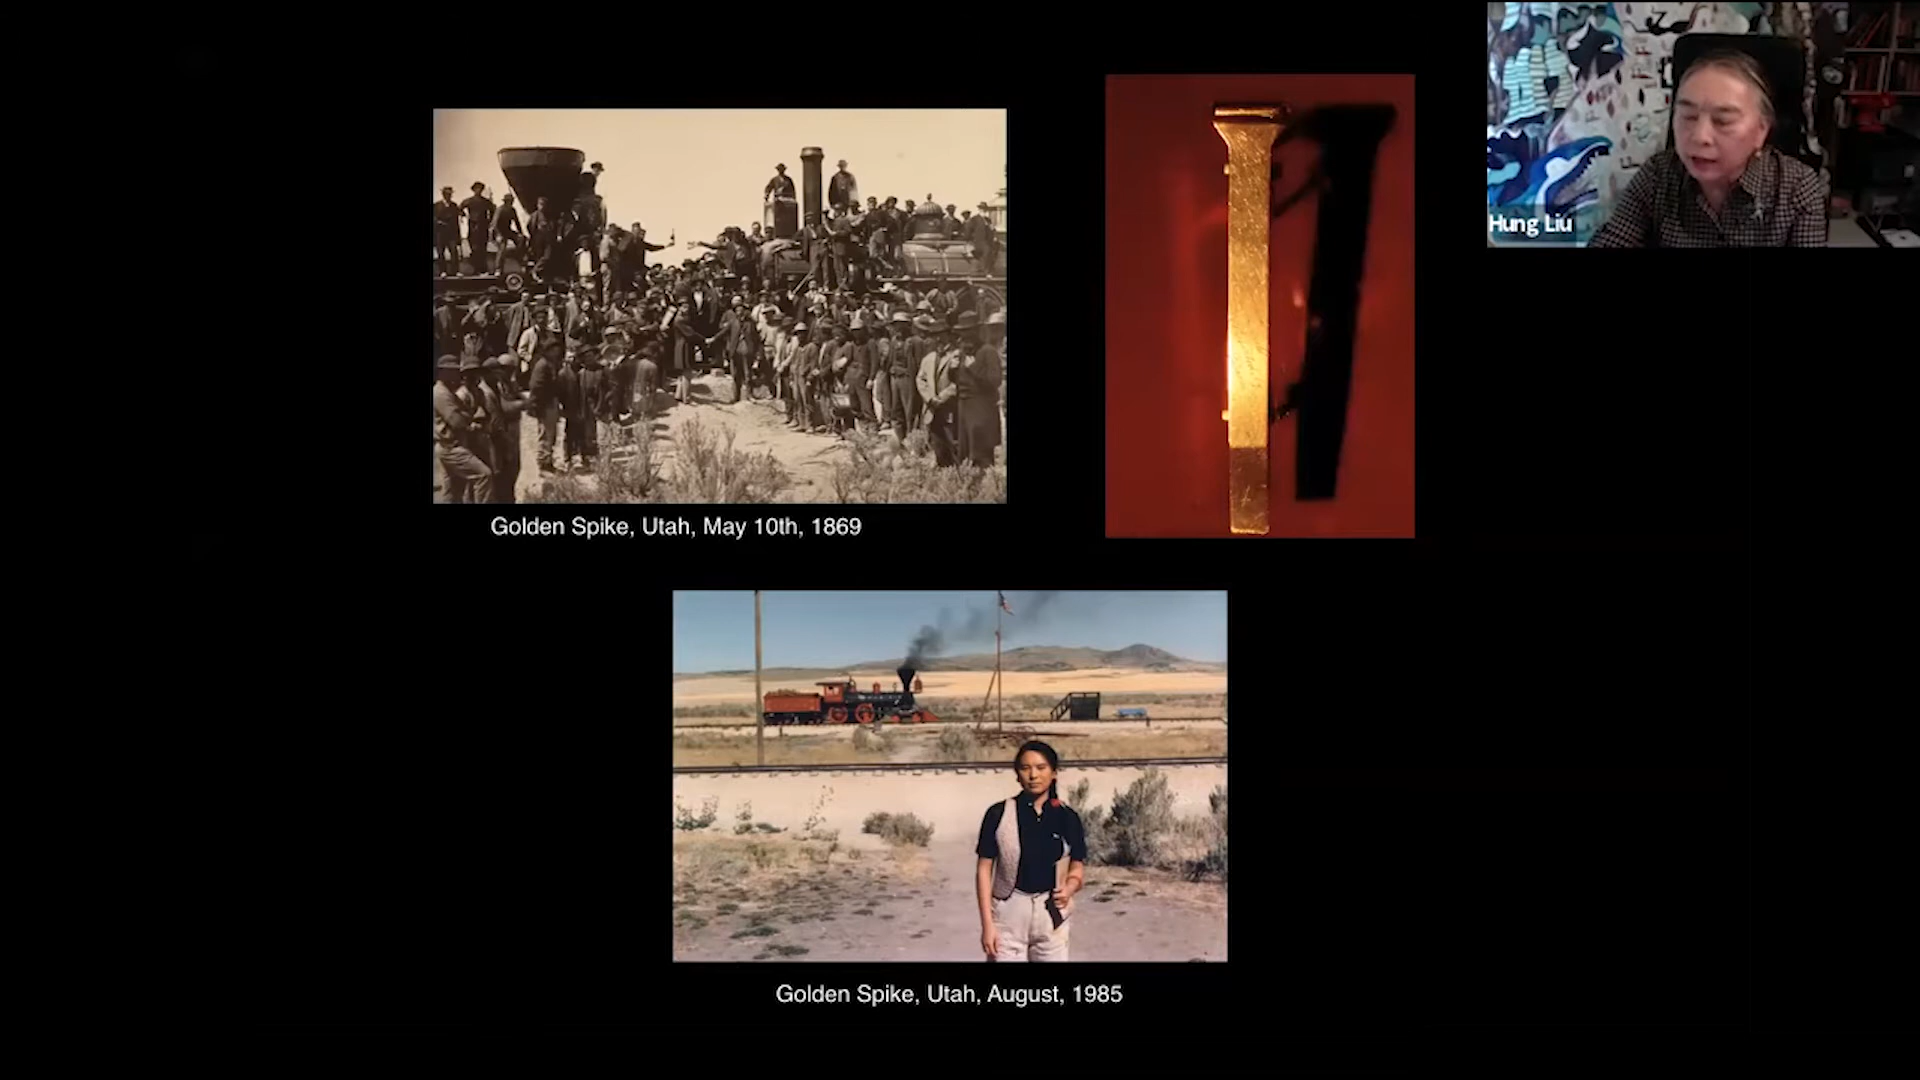 Hung Liu
Golden Spike, Utah, May 10th, 1869
Golden Spike, Utah, August, 1985